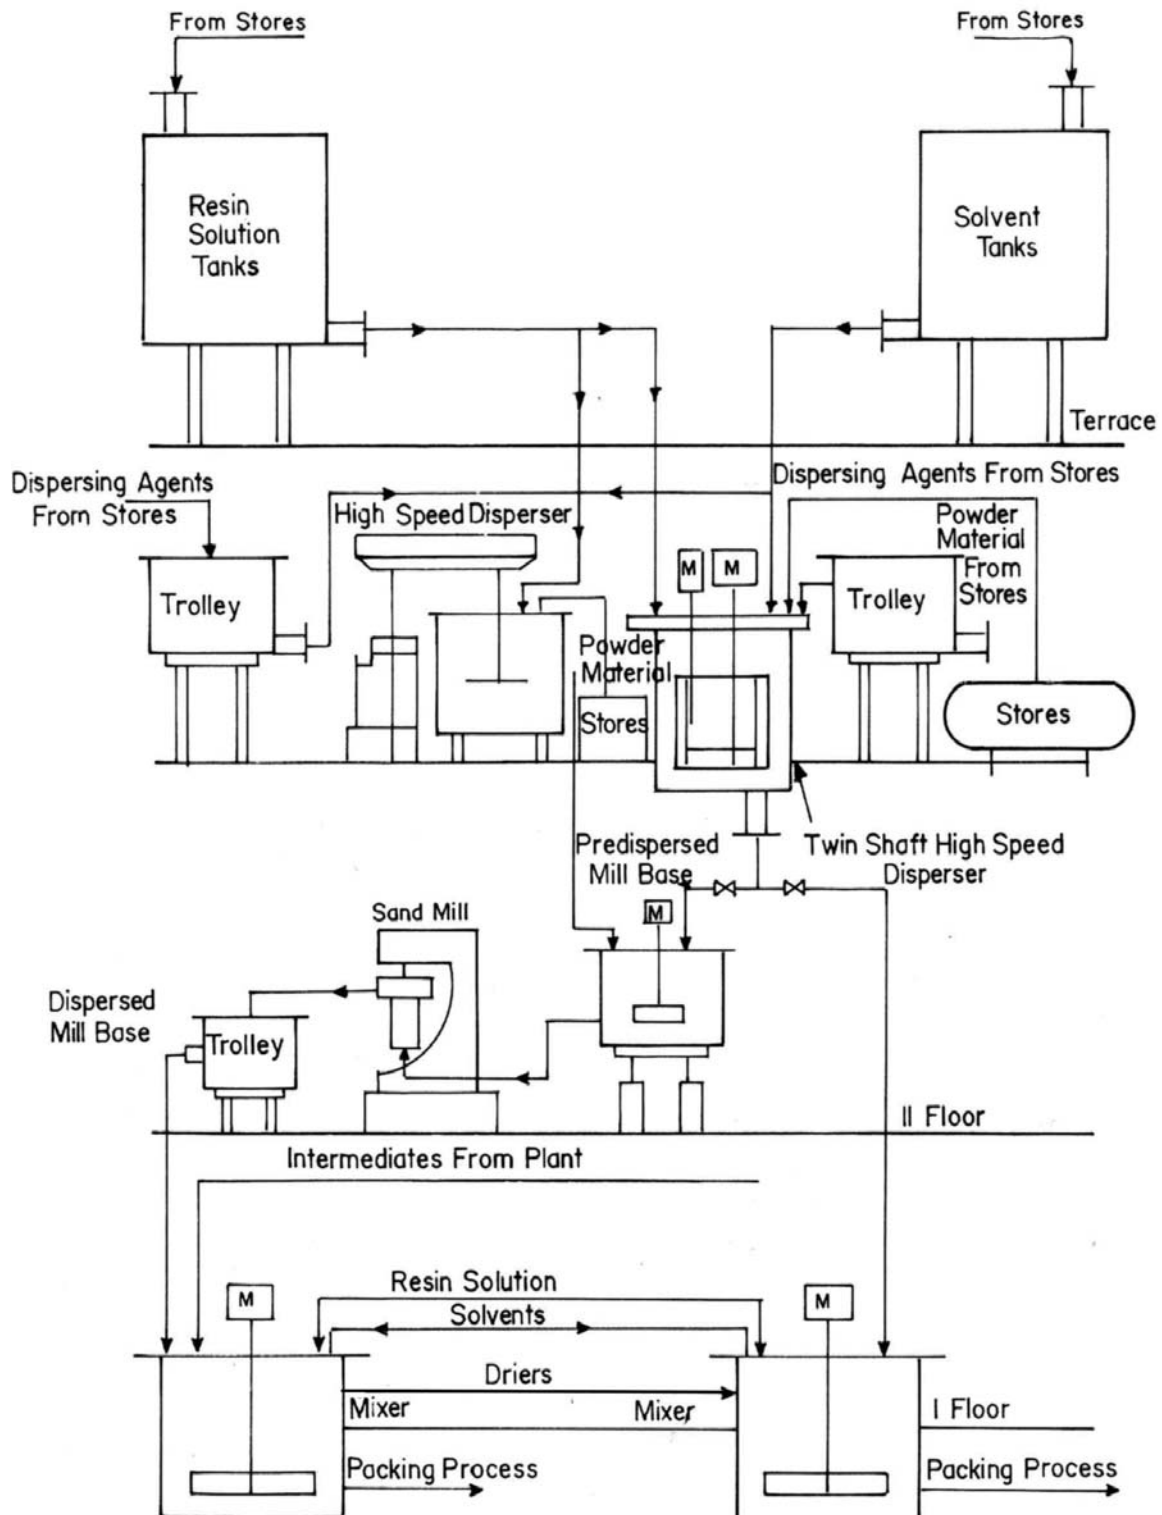 From Stores
From Stores
Resin
Solution
Tanks
Solvent
Tanks
Terrace
Dispersing Agents
From Stores
High Speed Disperser
Dispersing Agents From Stores
Powder
Material
From
Stores
Trolley
M
M
Trolley
Powder
Material
Stores
Stores
Predispersed
Mill Base
Twin Shaft High Speed
Disperser
Sand Mill
M
Dispersed
Mill Base
Trolley
II Floor
Intermediates From Plant
Resin Solution
M
M
Solvents
Driers
Mixer
Mixer
I Floor
Packing Process
Packing Process